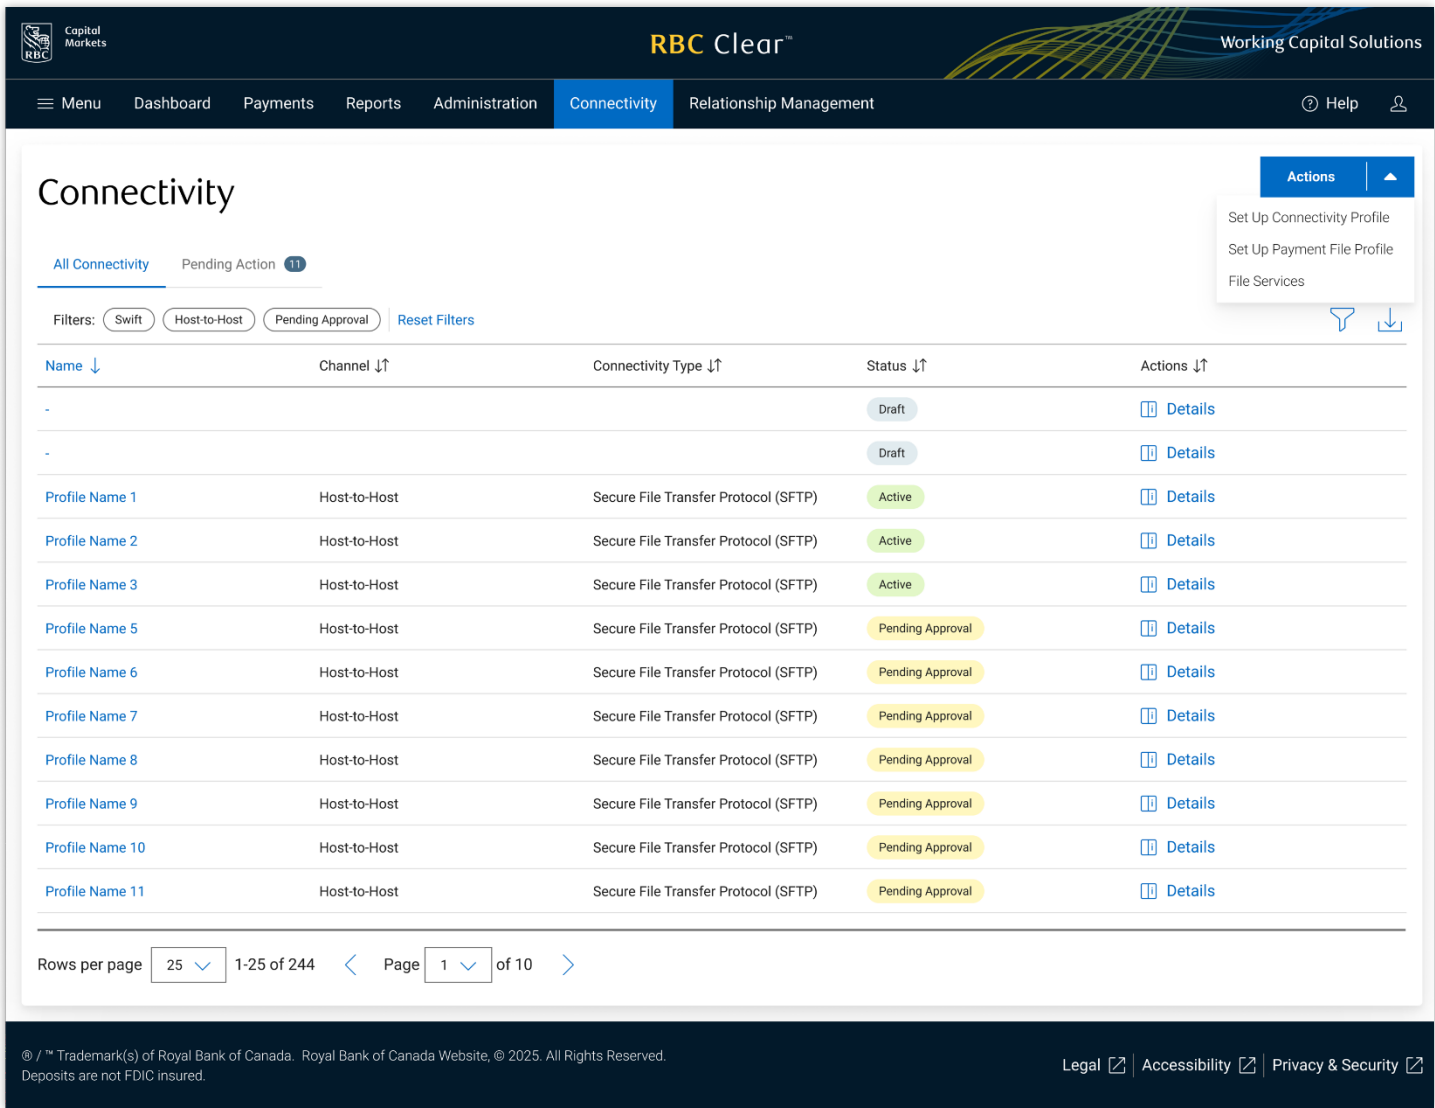 Capital
Markets
RBC
RBC Clear™
Working Capital Solutions
Menu Dashboard Payments Reports Administration Connectivity Relationship Management Help
Connectivity
Actions
Set Up Connectivity Profile
Set Up Payment File Profile
File Services
All Connectivity Pending Action 11
Filters: Swift Host-to-Host Pending Approval Reset Filters
Name Channel Connectivity Type Status Actions
- Draft Details
- Draft Details
Profile Name 1 Host-to-Host Secure File Transfer Protocol (SFTP) Active Details
Profile Name 2 Host-to-Host Secure File Transfer Protocol (SFTP) Active Details
Profile Name 3 Host-to-Host Secure File Transfer Protocol (SFTP) Active Details
Profile Name 5 Host-to-Host Secure File Transfer Protocol (SFTP) Pending Approval Details
Profile Name 6 Host-to-Host Secure File Transfer Protocol (SFTP) Pending Approval Details
Profile Name 7 Host-to-Host Secure File Transfer Protocol (SFTP) Pending Approval Details
Profile Name 8 Host-to-Host Secure File Transfer Protocol (SFTP) Pending Approval Details
Profile Name 9 Host-to-Host Secure File Transfer Protocol (SFTP) Pending Approval Details
Profile Name 10 Host-to-Host Secure File Transfer Protocol (SFTP) Pending Approval Details
Profile Name 11 Host-to-Host Secure File Transfer Protocol (SFTP) Pending Approval Details
Rows per page 25 1-25 of 244 Page 1 of 10
® / ™ Trademark(s) of Royal Bank of Canada. Royal Bank of Canada Website, © 2025. All Rights Reserved.
Deposits are not FDIC insured.
Legal Accessibility Privacy & Security